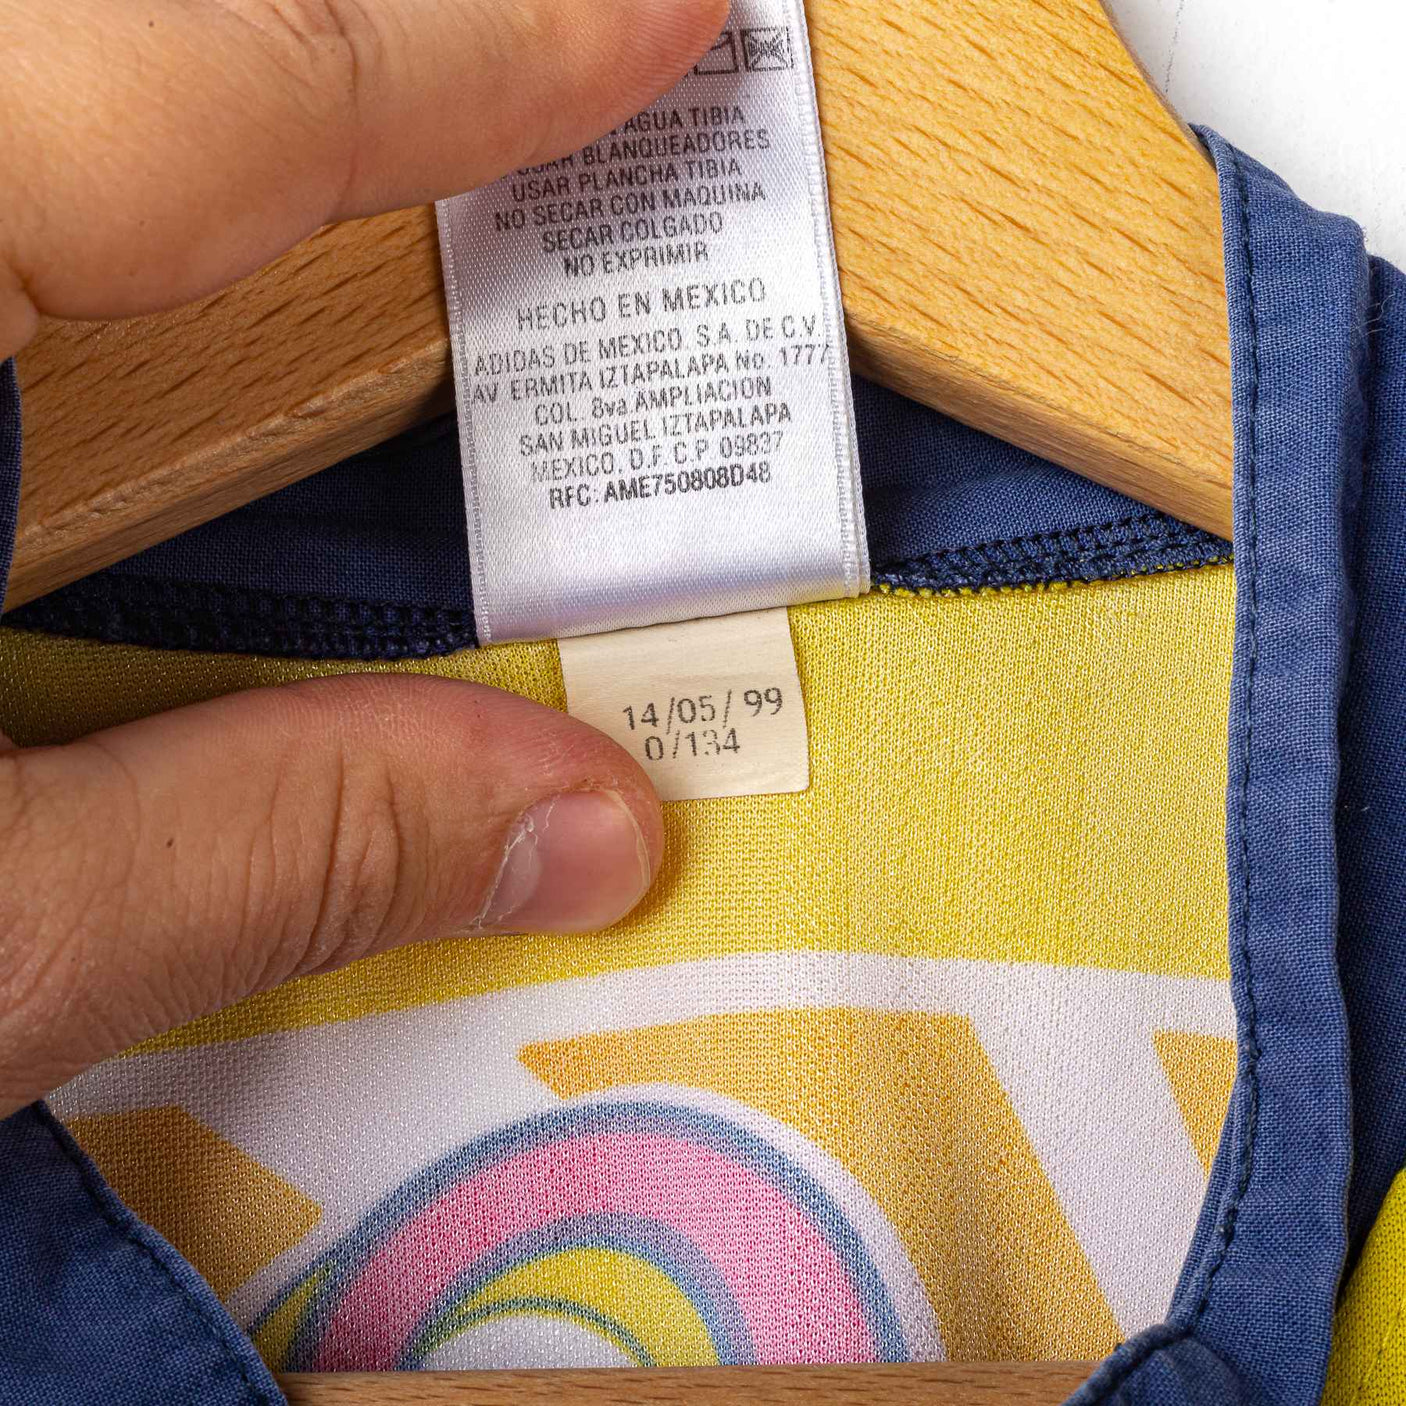 AGUA TIBIA
USAR BLANQUEADORES
USAR PLANCHA TIBIA
NO SECAR CON MAQUINA
SECAR COLGADO
NO EXPRIMIR
HECHO EN MEXICO
ADIDAS DE MEXICO. S.A. DE C.V.
AV ERMITA IZTAPALAPA No. 1777
COL. 8va.AMPLIACION
SAN MIGUEL IZTAPALAPA
MEXICO. D.F. C.P. 09837
RFC: AME750808D48
14/05/99
0/134